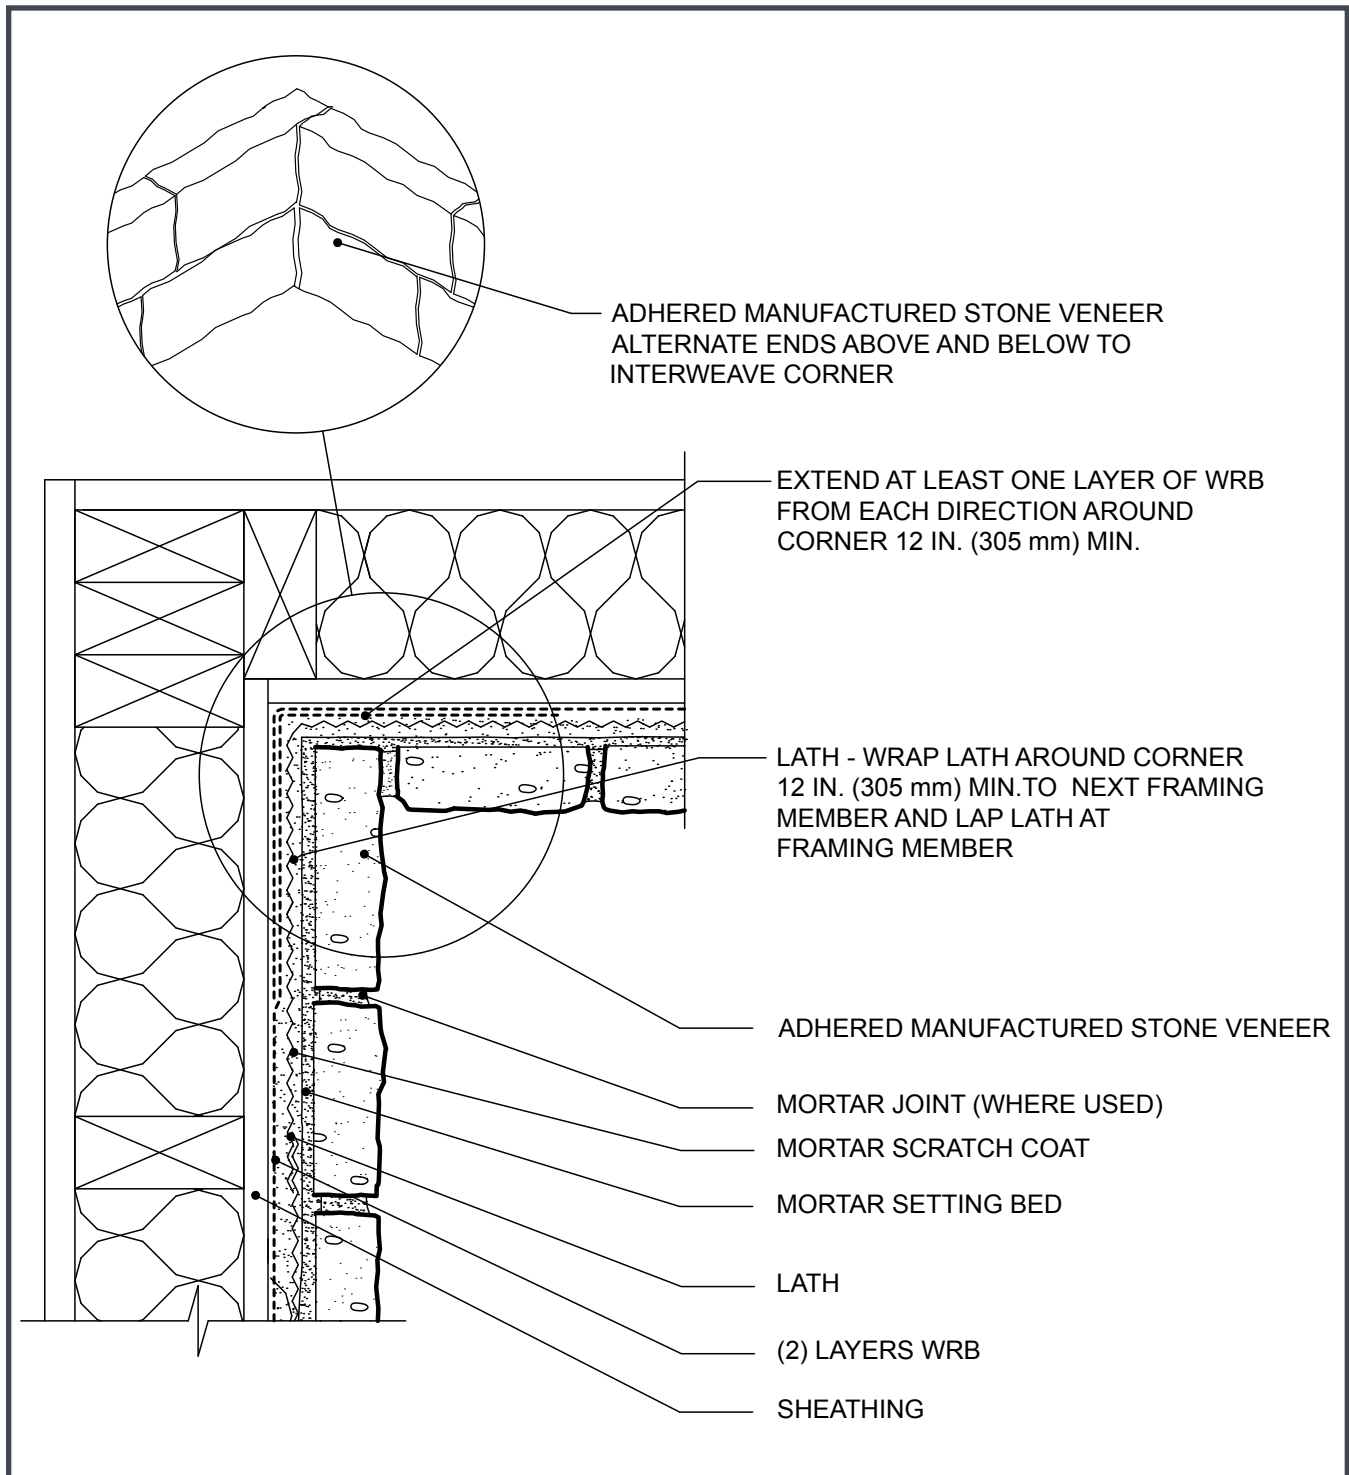 ADHERED MANUFACTURED STONE VENEER
ALTERNATE ENDS ABOVE AND BELOW TO
INTERWEAVE CORNER
EXTEND AT LEAST ONE LAYER OF WRB
FROM EACH DIRECTION AROUND
CORNER 12 IN. (305 mm) MIN.
LATH - WRAP LATH AROUND CORNER
12 IN. (305 mm) MIN.TO NEXT FRAMING
MEMBER AND LAP LATH AT
FRAMING MEMBER
ADHERED MANUFACTURED STONE VENEER
MORTAR JOINT (WHERE USED)
MORTAR SCRATCH COAT
MORTAR SETTING BED
LATH
(2) LAYERS WRB
SHEATHING